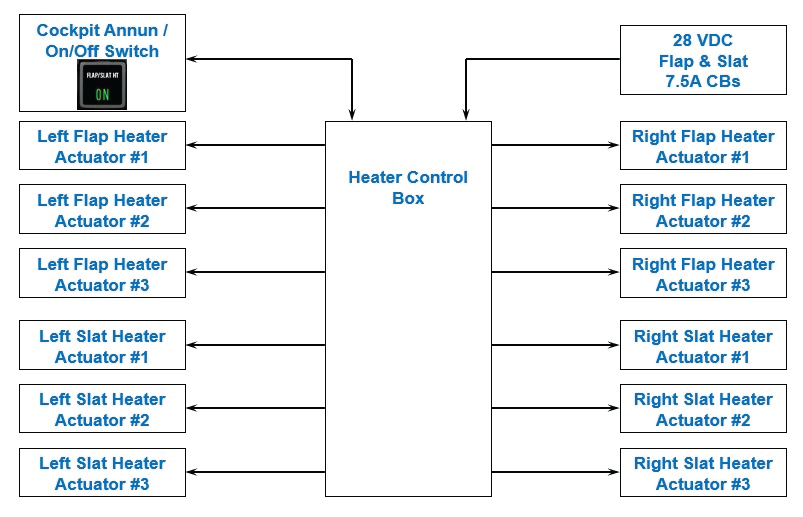 Cockpit Annun /
On/Off Switch
FLAP/SLAT HT
ON
28 VDC
Flap & Slat
7.5A CBs
Heater Control
Box
Left Flap Heater
Actuator #1
Left Flap Heater
Actuator #2
Left Flap Heater
Actuator #3
Left Slat Heater
Actuator #1
Left Slat Heater
Actuator #2
Left Slat Heater
Actuator #3
Right Flap Heater
Actuator #1
Right Flap Heater
Actuator #2
Right Flap Heater
Actuator #3
Right Slat Heater
Actuator #1
Right Slat Heater
Actuator #2
Right Slat Heater
Actuator #3